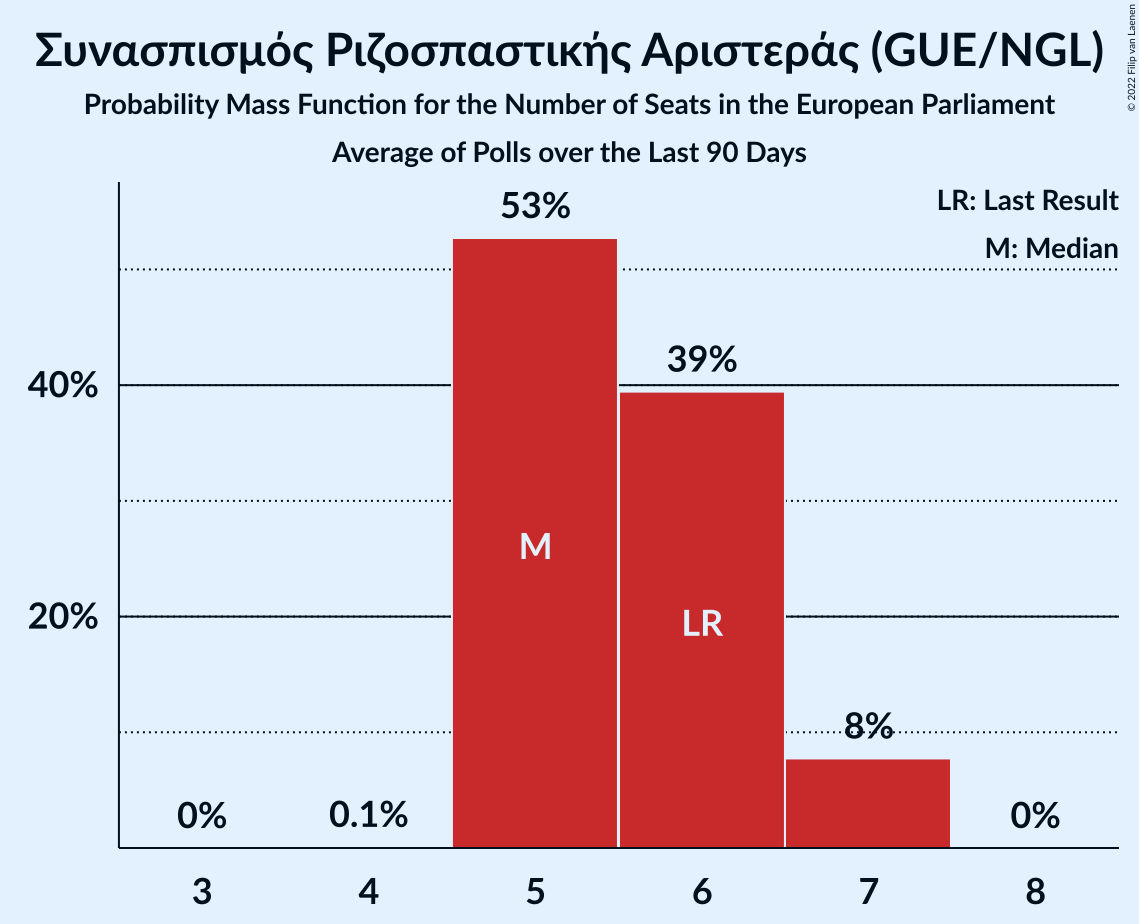 Συνασπισμός Ριζοσπαστικής Αριστεράς (GUE/NGL)
Probability Mass Function for the Number of Seats in the European Parliament
Average of Polls over the Last 90 Days
© 2022 Filip van Laenen
LR: Last Result
M: Median
53%
39%
40%
M
LR
20%
8%
0%
0.1%
0%
3
4
5
6
7
8